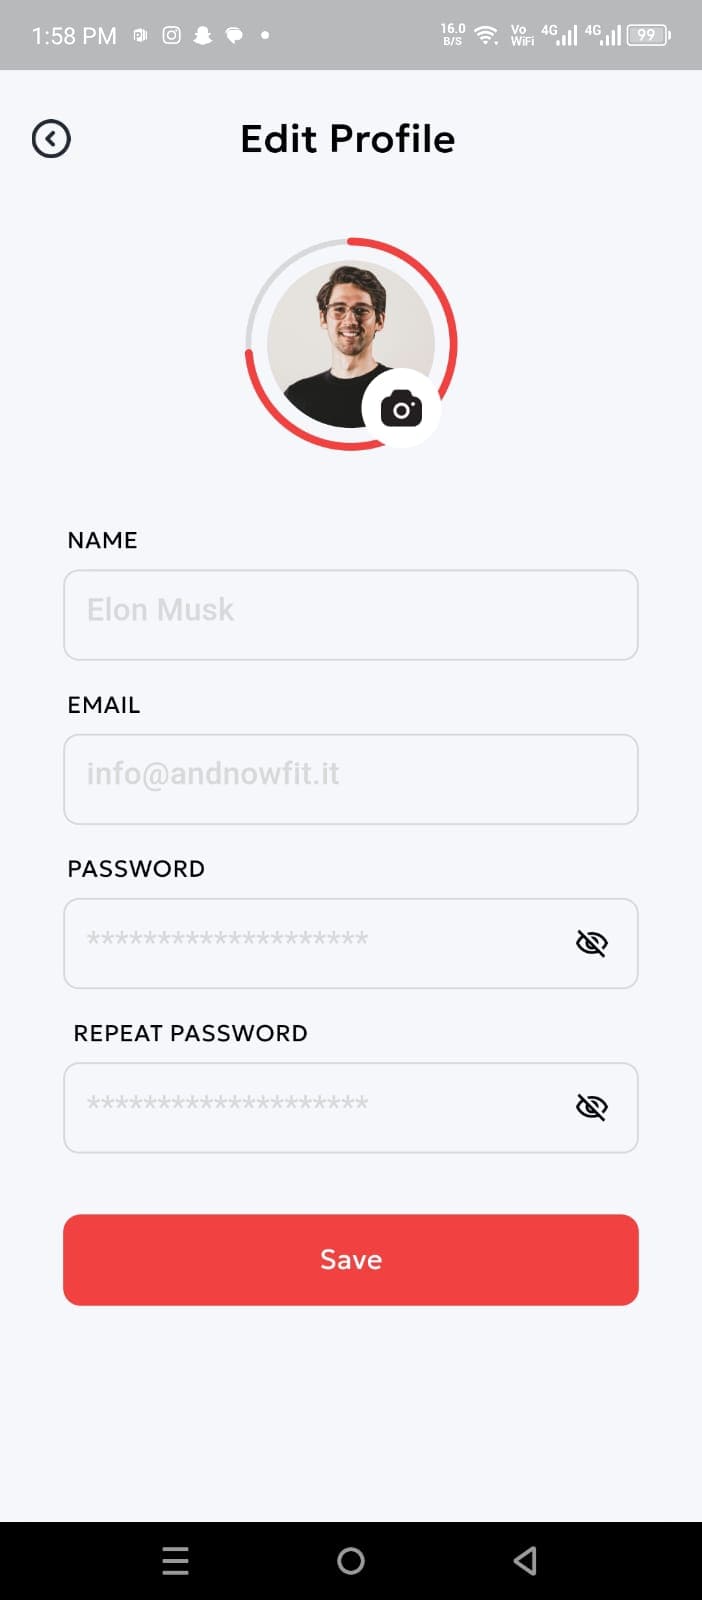 1:58 PM 16.0 B/S Vo WiFi 4G 4G 99
Edit Profile
NAME
Elon Musk
EMAIL
info@andnowfit.it
PASSWORD
********************
REPEAT PASSWORD
********************
Save